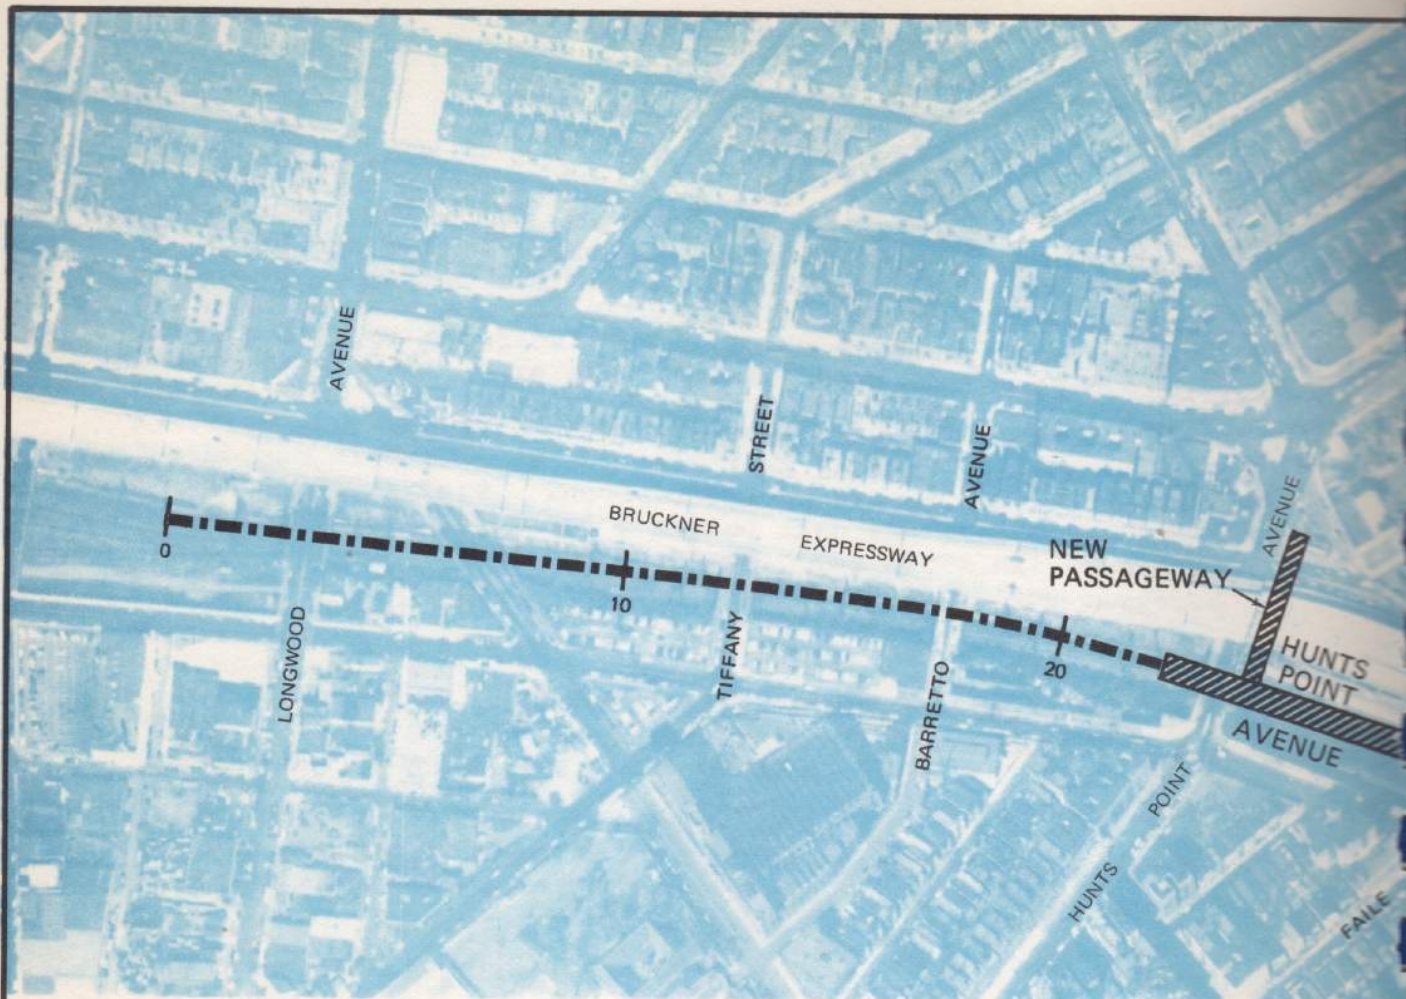 AVENUE
STREET
AVENUE
AVENUE
BRUCKNER EXPRESSWAY
NEW
PASSAGEWAY
0
10
20
LONGWOOD
TIFFANY
BARRETTO
HUNTS
POINT
AVENUE
HUNTS POINT
FAILE